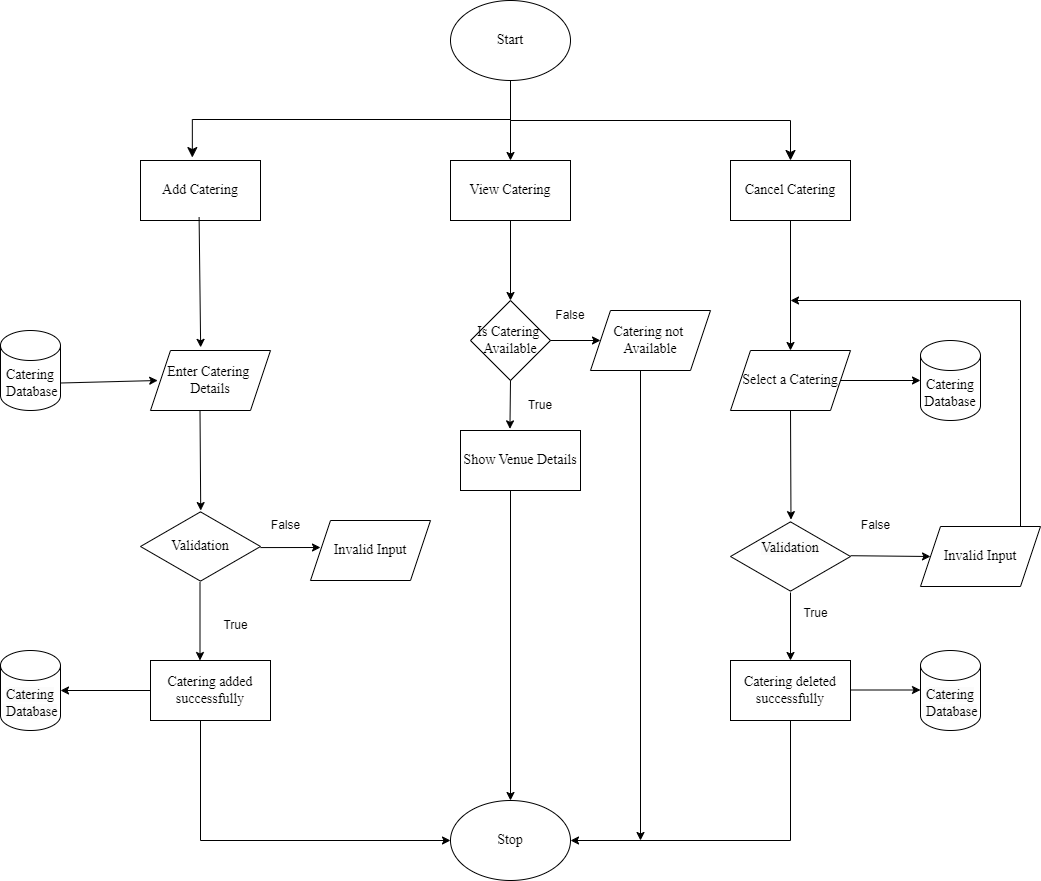 Start
Add Catering
View Catering
Cancel Catering
Is Catering
Available
False
Catering not
Available
Catering
Database
Enter Catering
Details
True
Select a Catering
Catering
Database
Show Venue Details
Validation
False
Invalid Input
Validation
False
Invalid Input
True
True
Catering
Database
Catering added
successfully
Catering deleted
successfully
Catering
Database
Stop